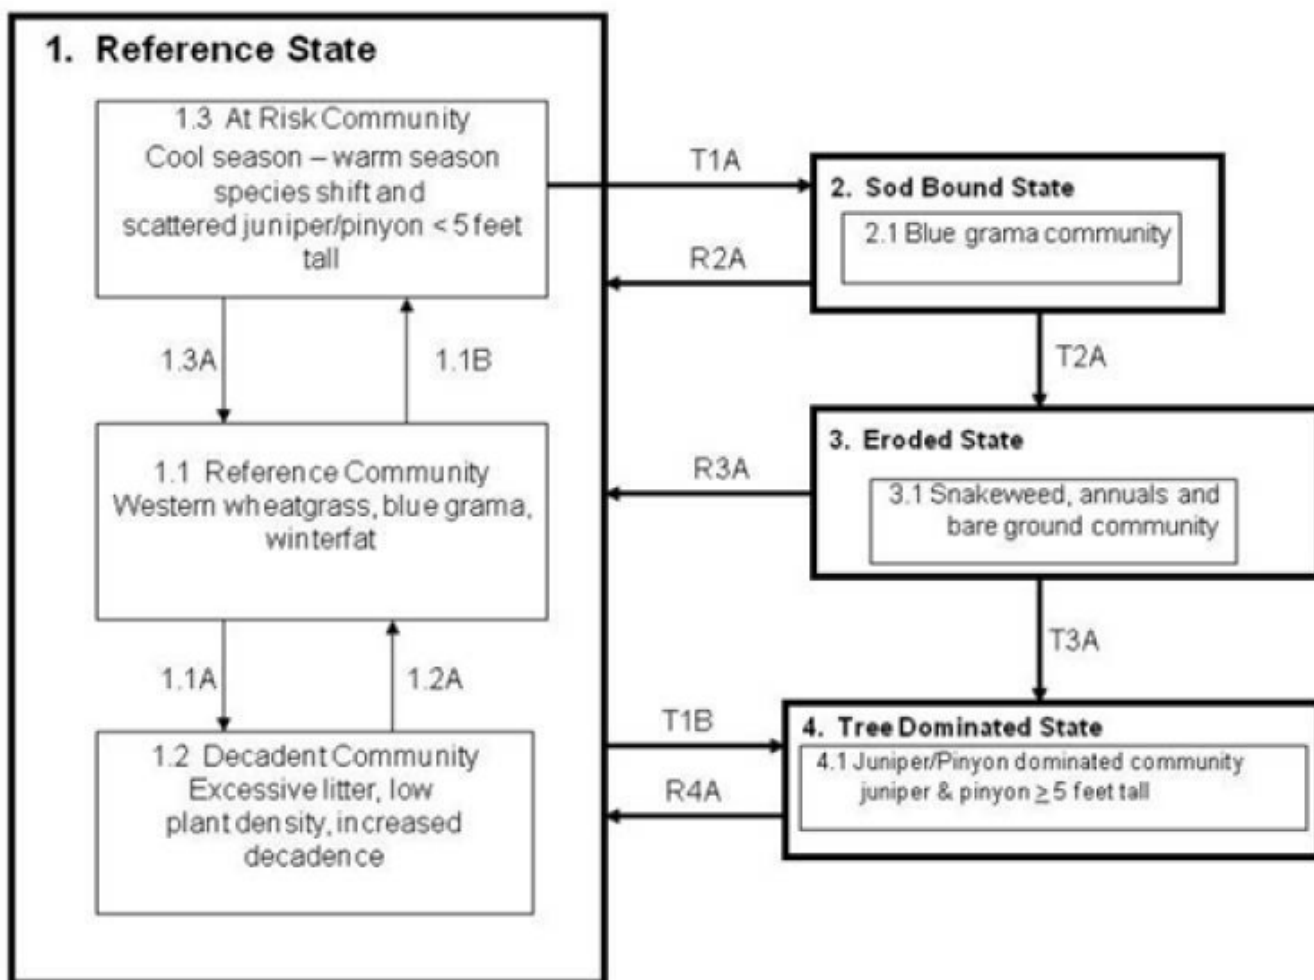 1. Reference State
1.3 At Risk Community
Cool season – warm season
species shift and
scattered juniper/pinyon < 5 feet
tall
1.3A
1.1B
1.1 Reference Community
Western wheatgrass, blue grama,
winterfat
1.1A
1.2A
1.2 Decadent Community
Excessive litter, low
plant density, increased
decadence
T1A
R2A
2. Sod Bound State
2.1 Blue grama community
T2A
R3A
3. Eroded State
3.1 Snakeweed, annuals and
bare ground community
T3A
T1B
R4A
4. Tree Dominated State
4.1 Juniper/Pinyon dominated community
juniper & pinyon ≥ 5 feet tall